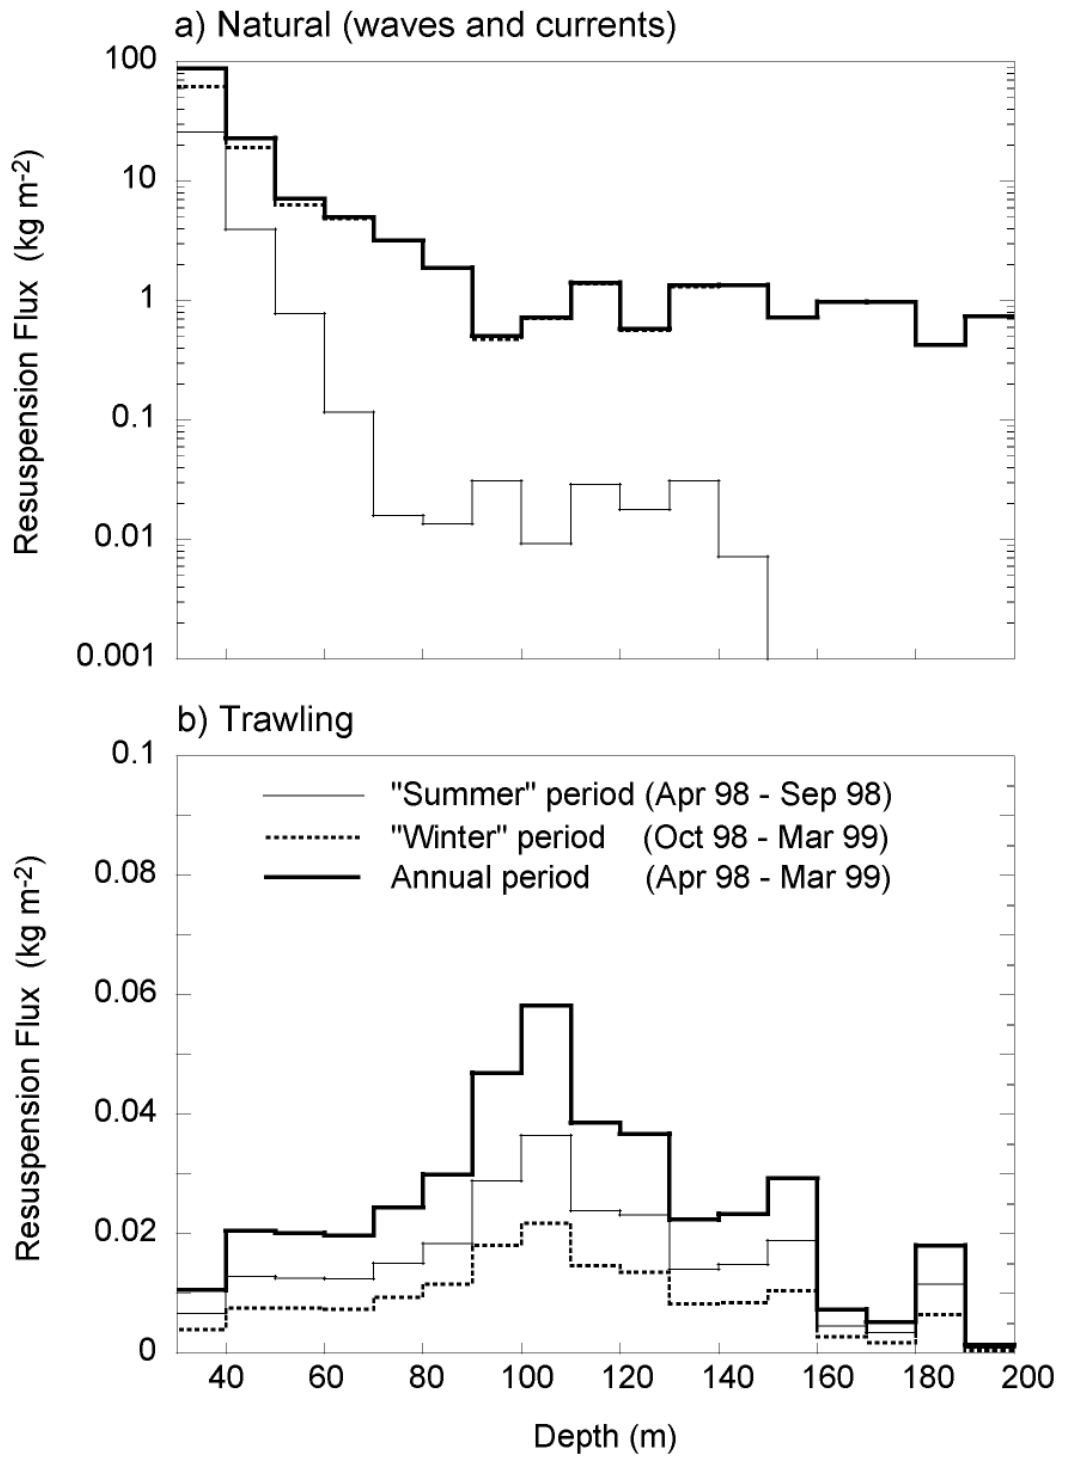 a) Natural (waves and currents)
100
10
1
0.1
0.01
0.001
Resuspension Flux (kg m-2)
b) Trawling
0.1
0.08
0.06
0.04
0.02
0
Resuspension Flux (kg m-2)
"Summer" period (Apr 98 - Sep 98)
"Winter" period (Oct 98 - Mar 99)
Annual period (Apr 98 - Mar 99)
40 60 80 100 120 140 160 180 200
Depth (m)